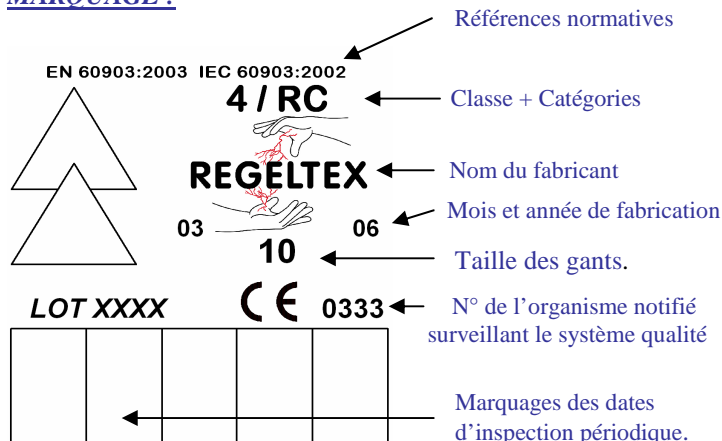 MARQUAGE :
Références normatives
EN 60903:2003 IEC 60903:2002
4 / RC
Classe + Catégories
REGELTEX
Nom du fabricant
03
06
Mois et année de fabrication
10
Taille des gants.
LOT XXXX
CE 0333
N° de l’organisme notifié
surveillant le système qualité
Marquages des dates
d’inspection périodique.